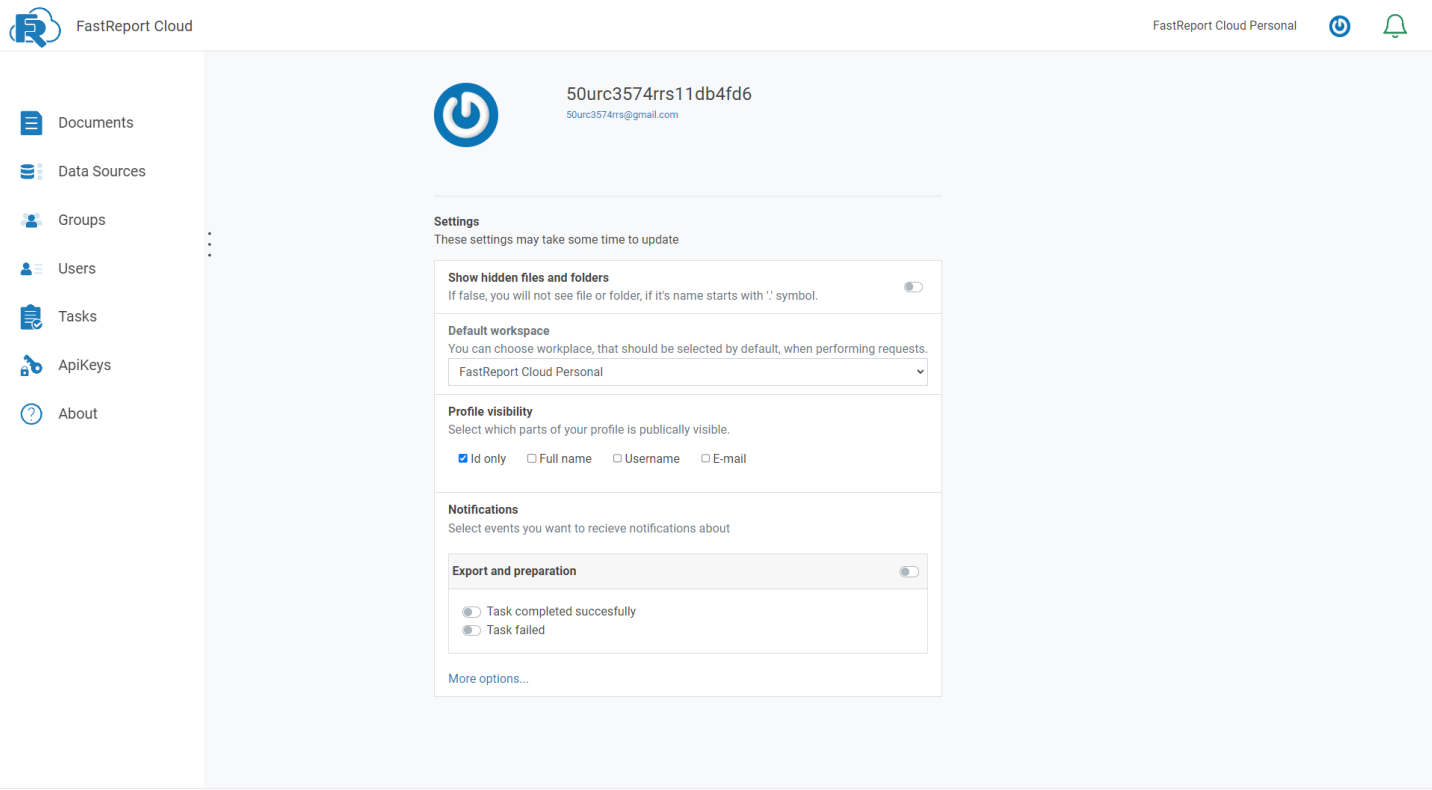 FastReport Cloud
FastReport Cloud Personal
Documents
Data Sources
Groups
Users
Tasks
ApiKeys
About
50urc3574rrs11db4fd6
50urc3574rrs@gmail.com
Settings
These settings may take some time to update
Show hidden files and folders
If false, you will not see file or folder, if it's name starts with '.' symbol.
Default workspace
You can choose workplace, that should be selected by default, when performing requests.
FastReport Cloud Personal
Profile visibility
Select which parts of your profile is publically visible.
Id only Full name Username E-mail
Notifications
Select events you want to recieve notifications about
Export and preparation
Task completed succesfully
Task failed
More options...